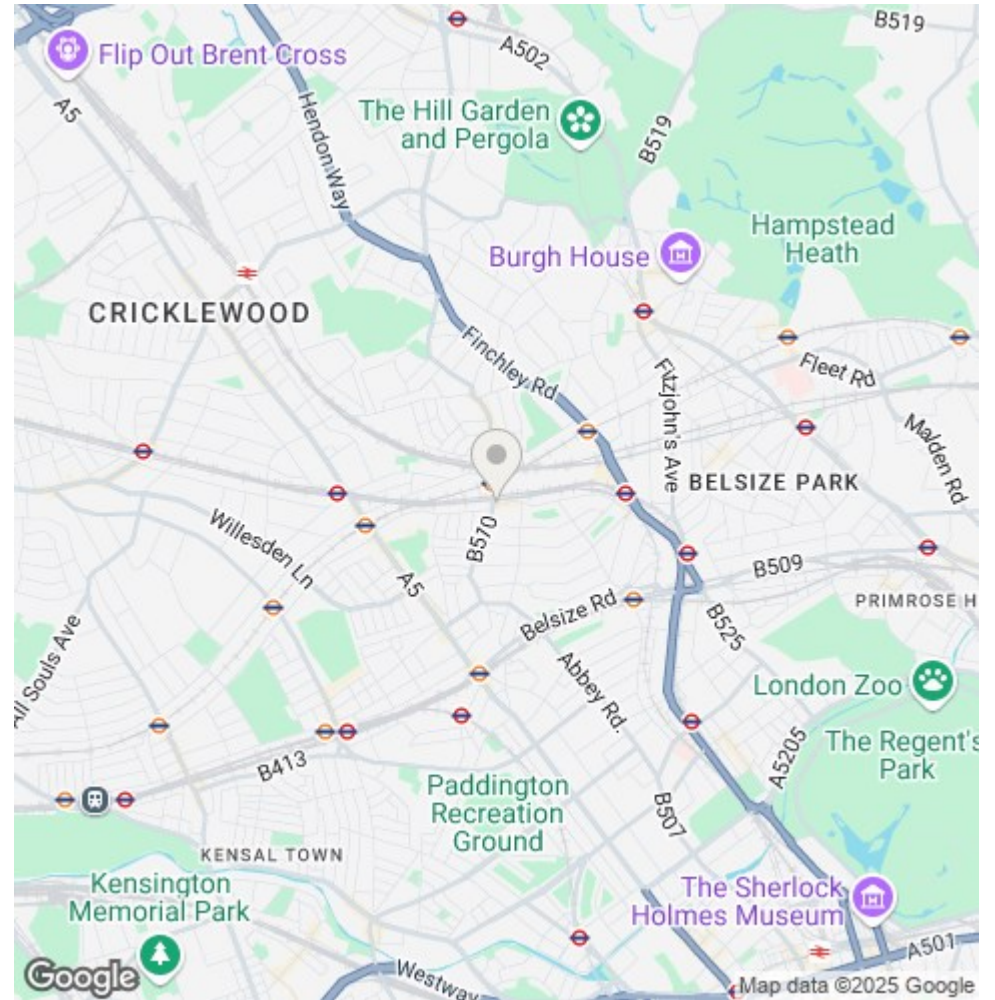 B519
A502
Flip Out Brent Cross
A5
Hendon Way
The Hill Garden
and Pergola
B519
Hampstead
Heath
Burgh House
CRICKLEWOOD
Finchley Rd
Fitzjohn's Ave
Fleet Rd
Malden Rd
BELSIZE PARK
B510
Willesden Ln
A5
B509
PRIMROSE H
Belsize Rd
B525
All Souls Ave
Abbey Rd.
London Zoo
The Regent's
Park
A5205
B413
Paddington
Recreation
Ground
B507
KENSAL TOWN
Kensington
Memorial Park
The Sherlock
Holmes Museum
A501
Westway
Google
Map data ©2025 Google